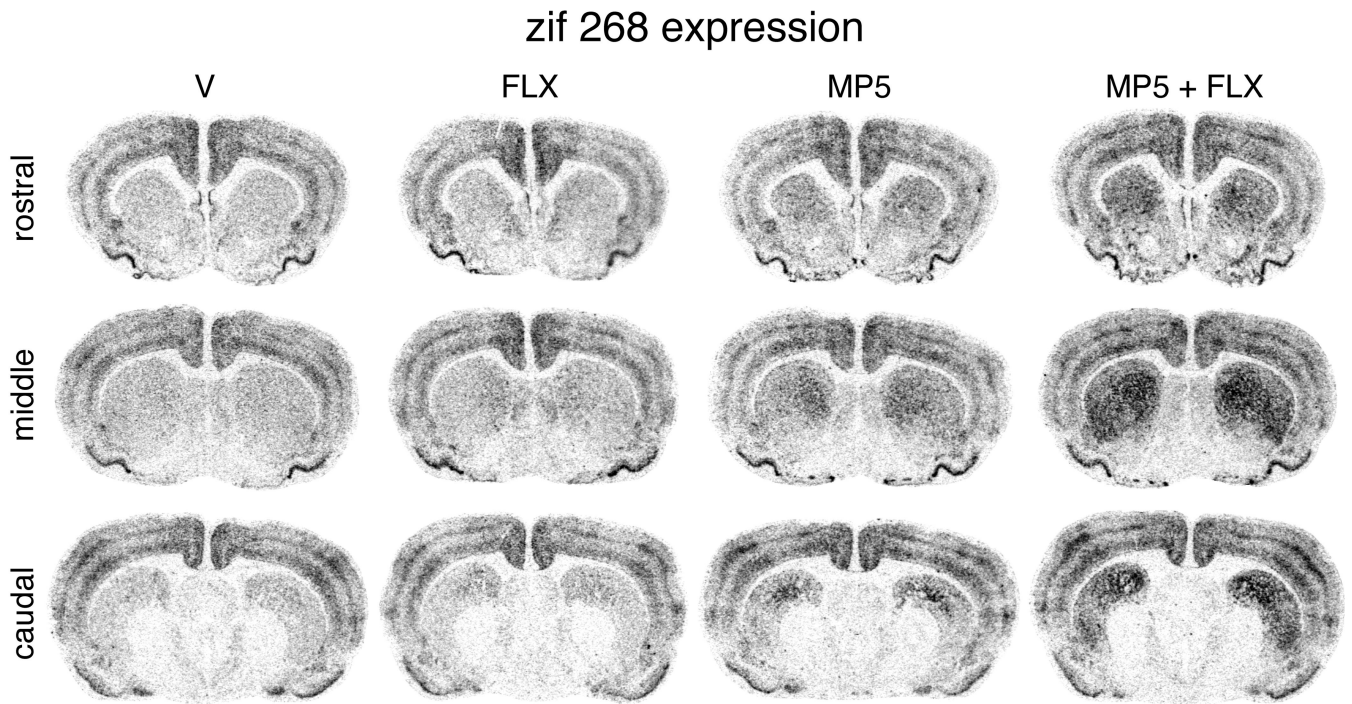 zif 268 expression
V FLX MP5 MP5 + FLX
rostral
middle
caudal